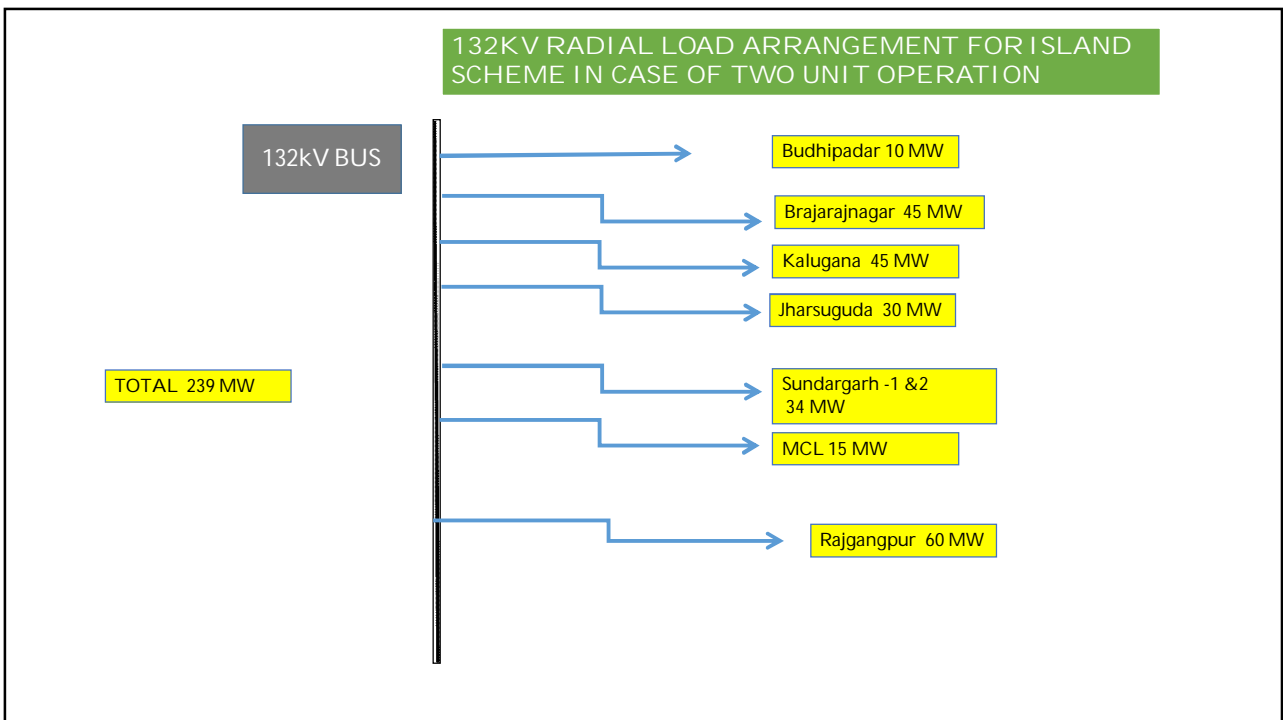 132KV RADIAL LOAD ARRANGEMENT FOR ISLAND
SCHEME IN CASE OF TWO UNIT OPERATION
132kV BUS
Budhipadar 10 MW
Brajarajnagar 45 MW
Kalugana 45 MW
Jharsuguda 30 MW
TOTAL 239 MW
Sundargarh -1 &2
34 MW
MCL 15 MW
Rajgangpur 60 MW